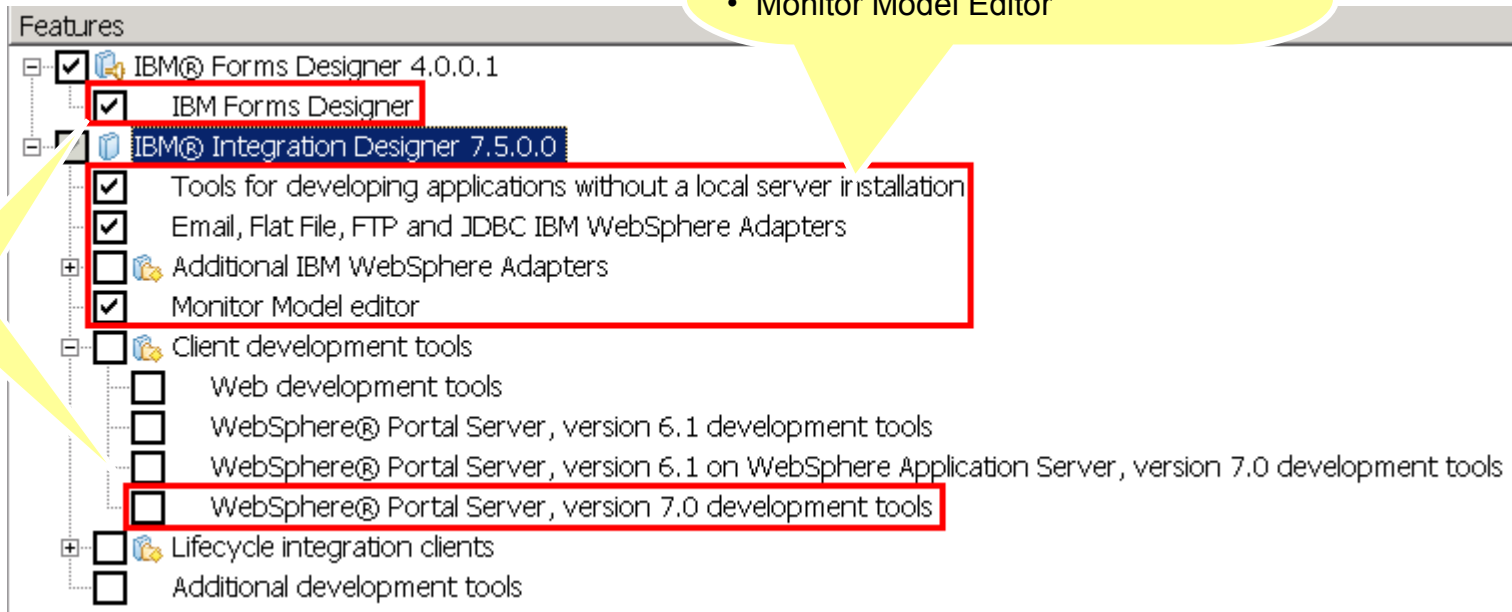 • Monitor Model Editor
Features
IBM® Forms Designer 4.0.0.1
IBM Forms Designer
IBM® Integration Designer 7.5.0.0
Tools for developing applications without a local server installation
Email, Flat File, FTP and JDBC IBM WebSphere Adapters
Additional IBM WebSphere Adapters
Monitor Model editor
Client development tools
Web development tools
WebSphere® Portal Server, version 6.1 development tools
WebSphere® Portal Server, version 6.1 on WebSphere Application Server, version 7.0 development tools
WebSphere® Portal Server, version 7.0 development tools
Lifecycle integration clients
Additional development tools